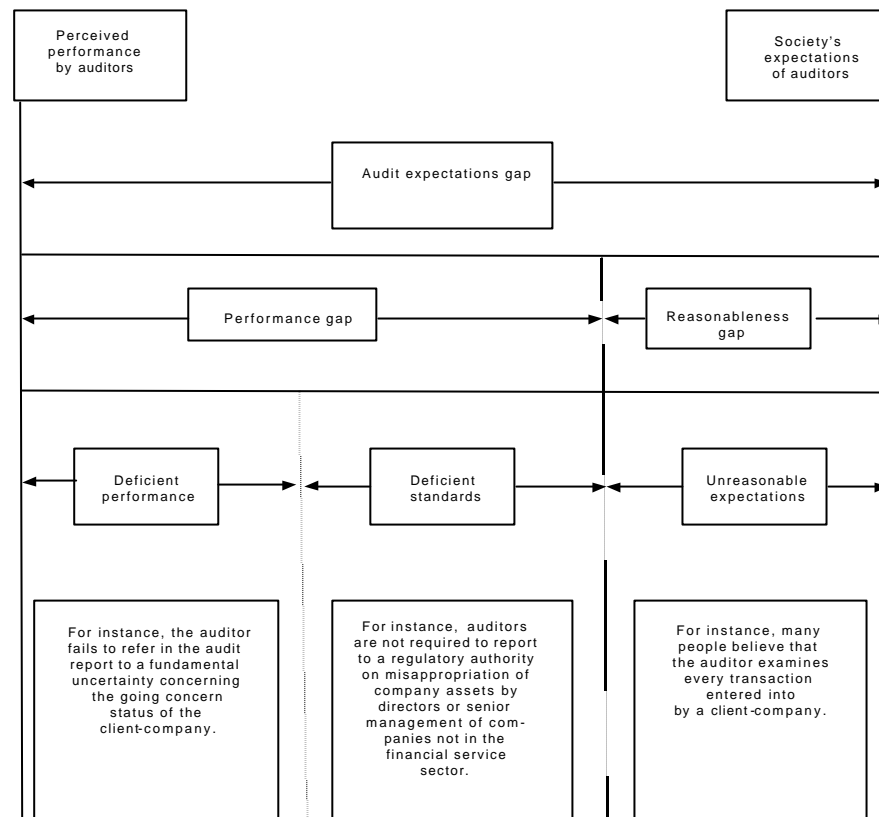 Perceived
performance
by auditors
Society's
expectations
of auditors
Audit expectations gap
Performance gap
Reasonableness
gap
Deficient
performance
Deficient
standards
Unreasonable
expectations
For instance, the auditor
fails to refer in the audit
report to a fundamental
uncertainty concerning
the going concern
status of the
client-company.
For instance, auditors
are not required to report
to a regulatory authority
on misappropriation of
company assets by
directors or senior
management of com-
panies not in the
financial service
sector.
For instance, many
people believe that
the auditor examines
every transaction
entered into
by a client-company.